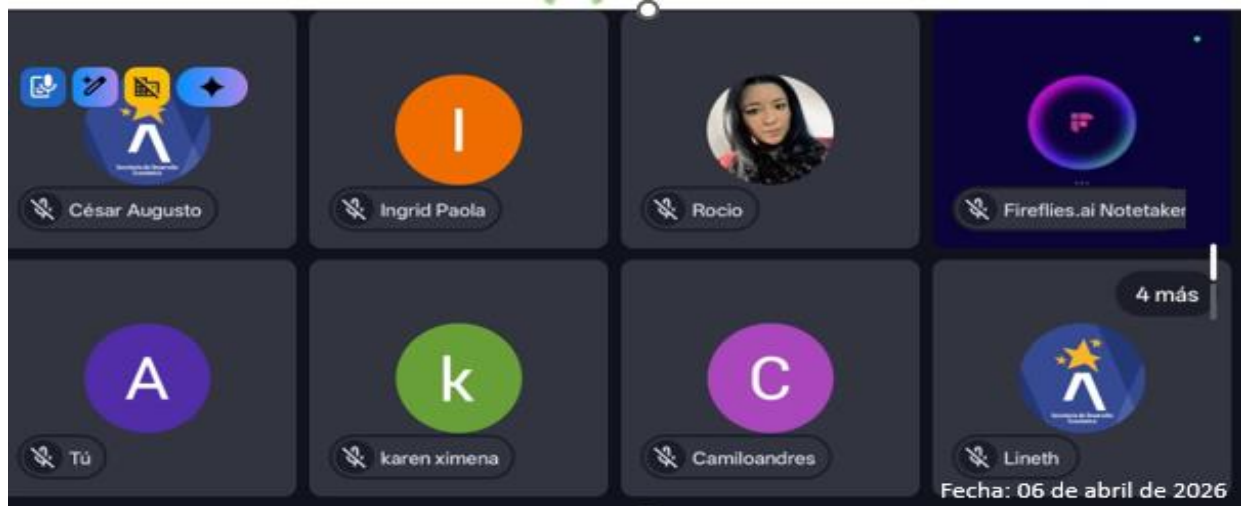 César Augusto
I
Ingrid Paola
Rocio
Fireflies.ai Notetaker
A
Tú
k
karen ximena
C
Camiloandres
4 más
Lineth
Fecha: 06 de abril de 2026